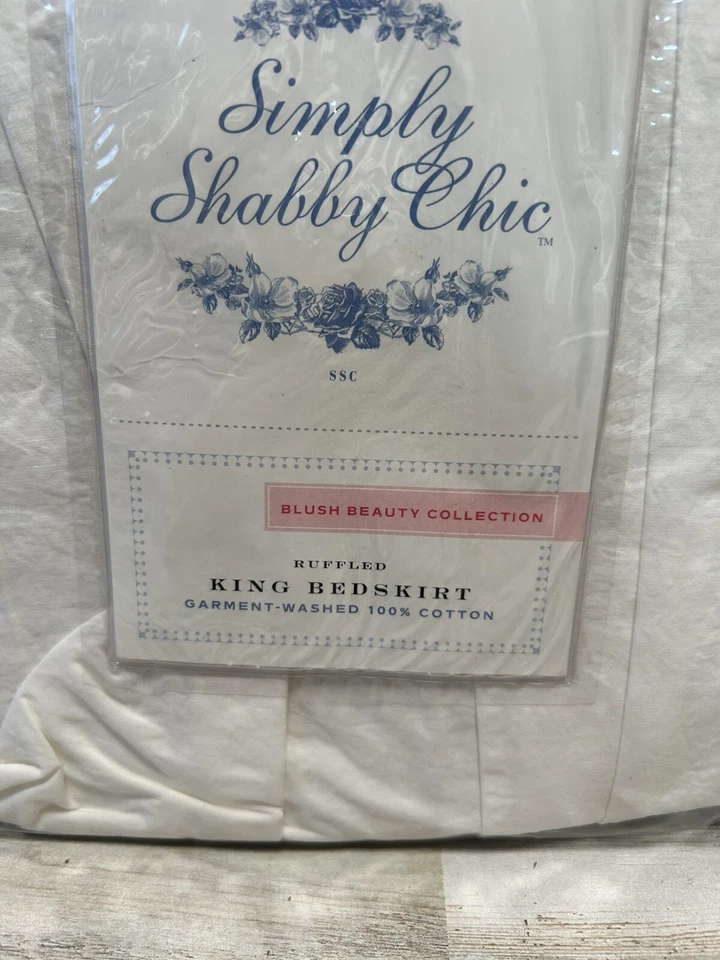 Simply
Shabby Chic
™
SSC
BLUSH BEAUTY COLLECTION
RUFFLED
KING BEDSKIRT
GARMENT-WASHED 100% COTTON